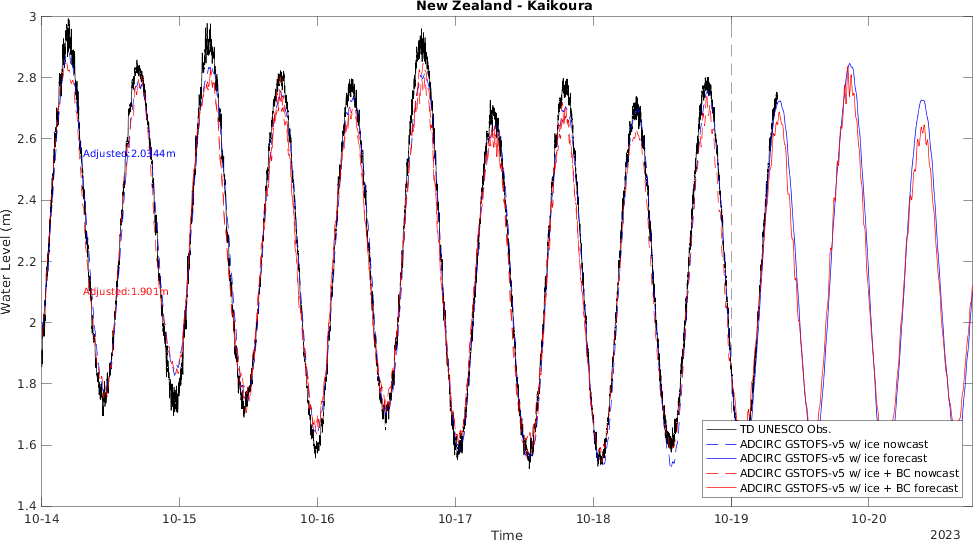 New Zealand - Kaikoura
Water Level (m)
3
2.8
2.6
2.4
2.2
2
1.8
1.6
1.4
Adjusted:2.0344m
Adjusted:1.901m
TD UNESCO Obs.
ADCIRC GSTOFS-v5 w/ ice nowcast
ADCIRC GSTOFS-v5 w/ ice forecast
ADCIRC GSTOFS-v5 w/ ice + BC nowcast
ADCIRC GSTOFS-v5 w/ ice + BC forecast
10-14 10-15 10-16 10-17 10-18 10-19 10-20
Time
2023